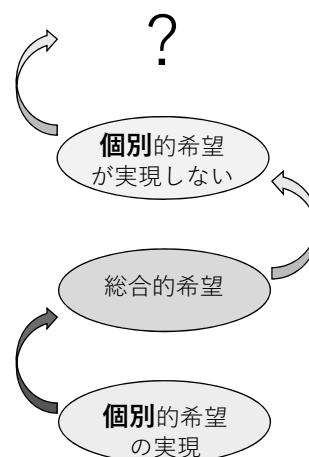 ?
個別的希望
が実現しない
総合的希望
個別的希望
の実現